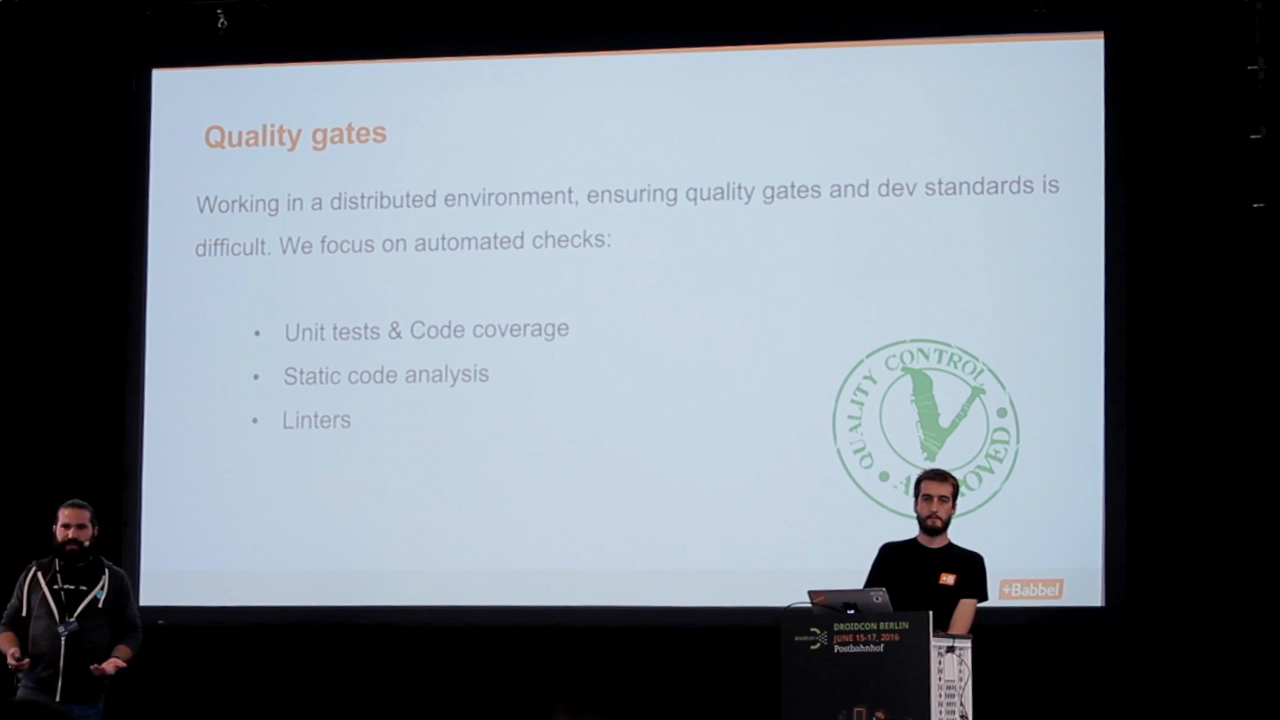 Quality gates
Working in a distributed environment, ensuring quality gates and dev standards is
difficult. We focus on automated checks:
• Unit tests & Code coverage
• Static code analysis
• Linters
QUALITY CONTROL
+Babbel
+B
droidcon
DROIDCON BERLIN
JUNE 15-17, 2016
Postbahnhof